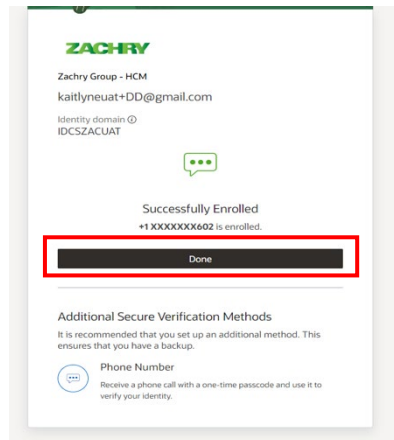 ZACHRY
Zachry Group - HCM
kaitlyneuat+DD@gmail.com
Identity domain
IDCSZACUAT
Successfully Enrolled
+1 XXXXXXX602 is enrolled.
Done
Additional Secure Verification Methods
It is recommended that you set up an additional method. This
ensures that you have a backup.
Phone Number
Receive a phone call with a one-time passcode and use it to
verify your identity.